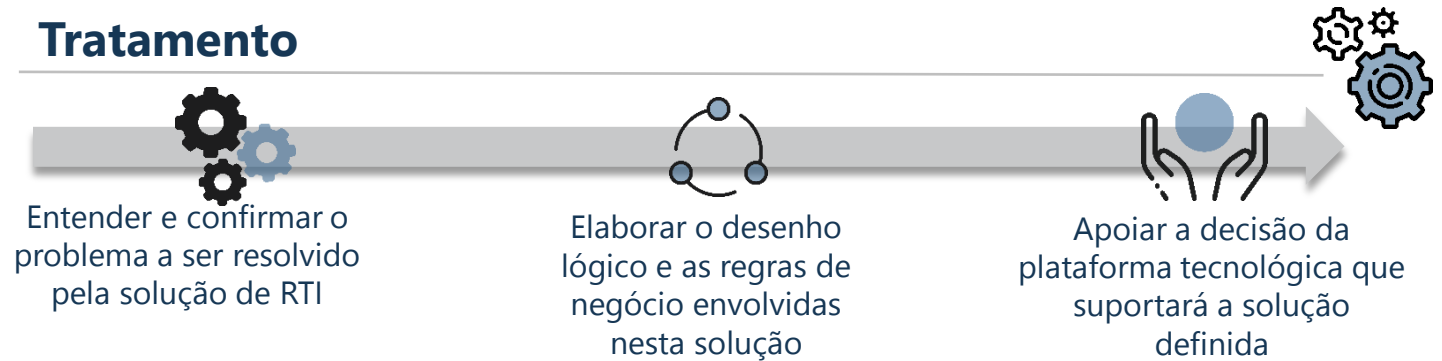 Tratamento
Entender e confirmar o
problema a ser resolvido
pela solução de RTI
Elaborar o desenho
lógico e as regras de
negócio envolvidas
nesta solução
Apoiar a decisão da
plataforma tecnológica que
suportará a solução
definida